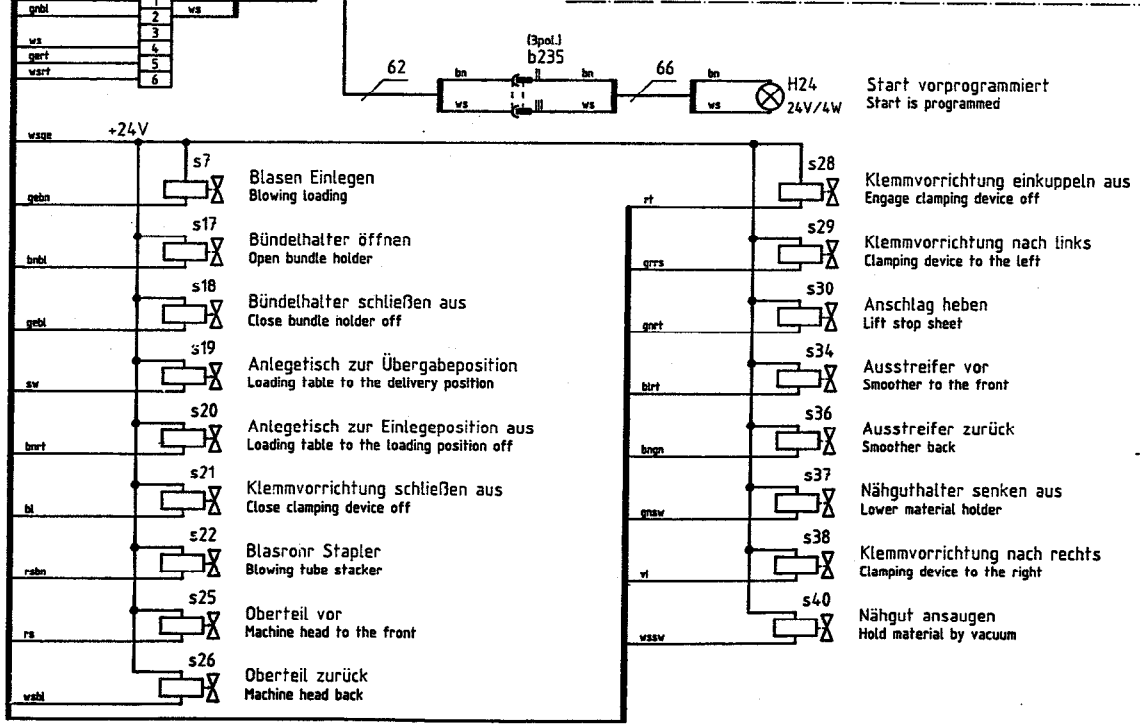 gnbl
1
2
ws
3
ws
4
gert
5
wsrt
6
62
(3pol.)
b235
bn
II
bn
ws
III
ws
66
bn
ws
H24
24V/4W
Start vorprogrammiert
Start is programmed
wsge
+24V
s7
Blasen Einlegen
Blowing loading
gebn
s17
Bündelhalter öffnen
Open bundle holder
bnbl
s18
Bündelhalter schließen aus
Close bundle holder off
gebl
s19
Anlegetisch zur Übergabeposition
Loading table to the delivery position
sw
s20
Anlegetisch zur Einlegeposition aus
Loading table to the loading position off
bnrt
s21
Klemmvorrichtung schließen aus
Close clamping device off
bl
s22
Blasrohr Stapler
Blowing tube stacker
rsbn
s25
Oberteil vor
Machine head to the front
rs
s26
Oberteil zurück
Machine head back
wsbl
s28
Klemmvorrichtung einkuppeln aus
Engage clamping device off
rt
s29
Klemmvorrichtung nach links
Clamping device to the left
grrs
s30
Anschlag heben
Lift stop sheet
gnrt
s34
Ausstreifer vor
Smoother to the front
blrt
s36
Ausstreifer zurück
Smoother back
bngn
s37
Nähguthalter senken aus
Lower material holder
gnsw
s38
Klemmvorrichtung nach rechts
Clamping device to the right
vi
s40
Nähgut ansaugen
Hold material by vacuum
wssw